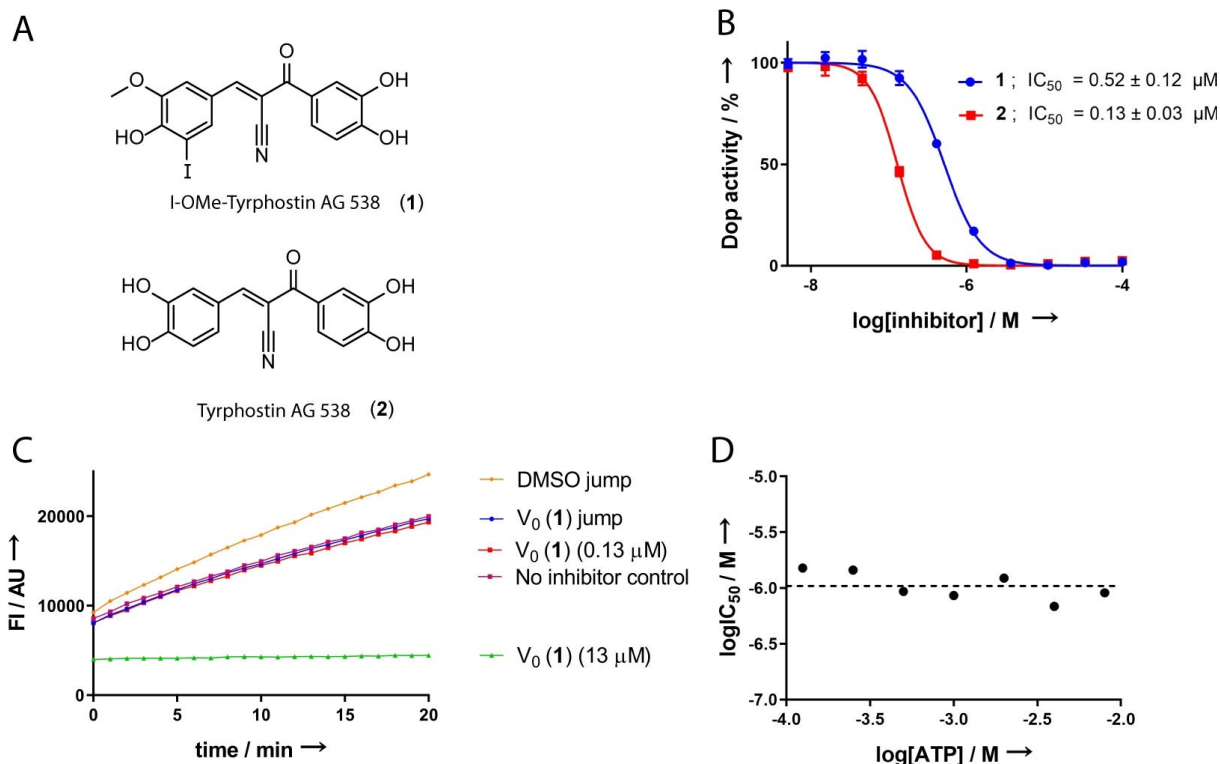 A
O
O
OH
HO
OH
I
N
I-OMe-Tyrphostin AG 538 (1)
O
HO
OH
HO
OH
N
Tyrphostin AG 538 (2)
B
Dop activity / % →
100
50
0
-8
-6
-4
log[inhibitor] / M →
1 ; IC50 = 0.52 ± 0.12 μM
2 ; IC50 = 0.13 ± 0.03 μM
C
FI / AU →
20000
10000
0
0
5
10
15
20
time / min →
DMSO jump
V0 (1) jump
V0 (1) (0.13 μM)
No inhibitor control
V0 (1) (13 μM)
D
logIC50 / M →
-5.0
-5.5
-6.0
-6.5
-7.0
-4.0
-3.5
-3.0
-2.5
-2.0
log[ATP] / M →